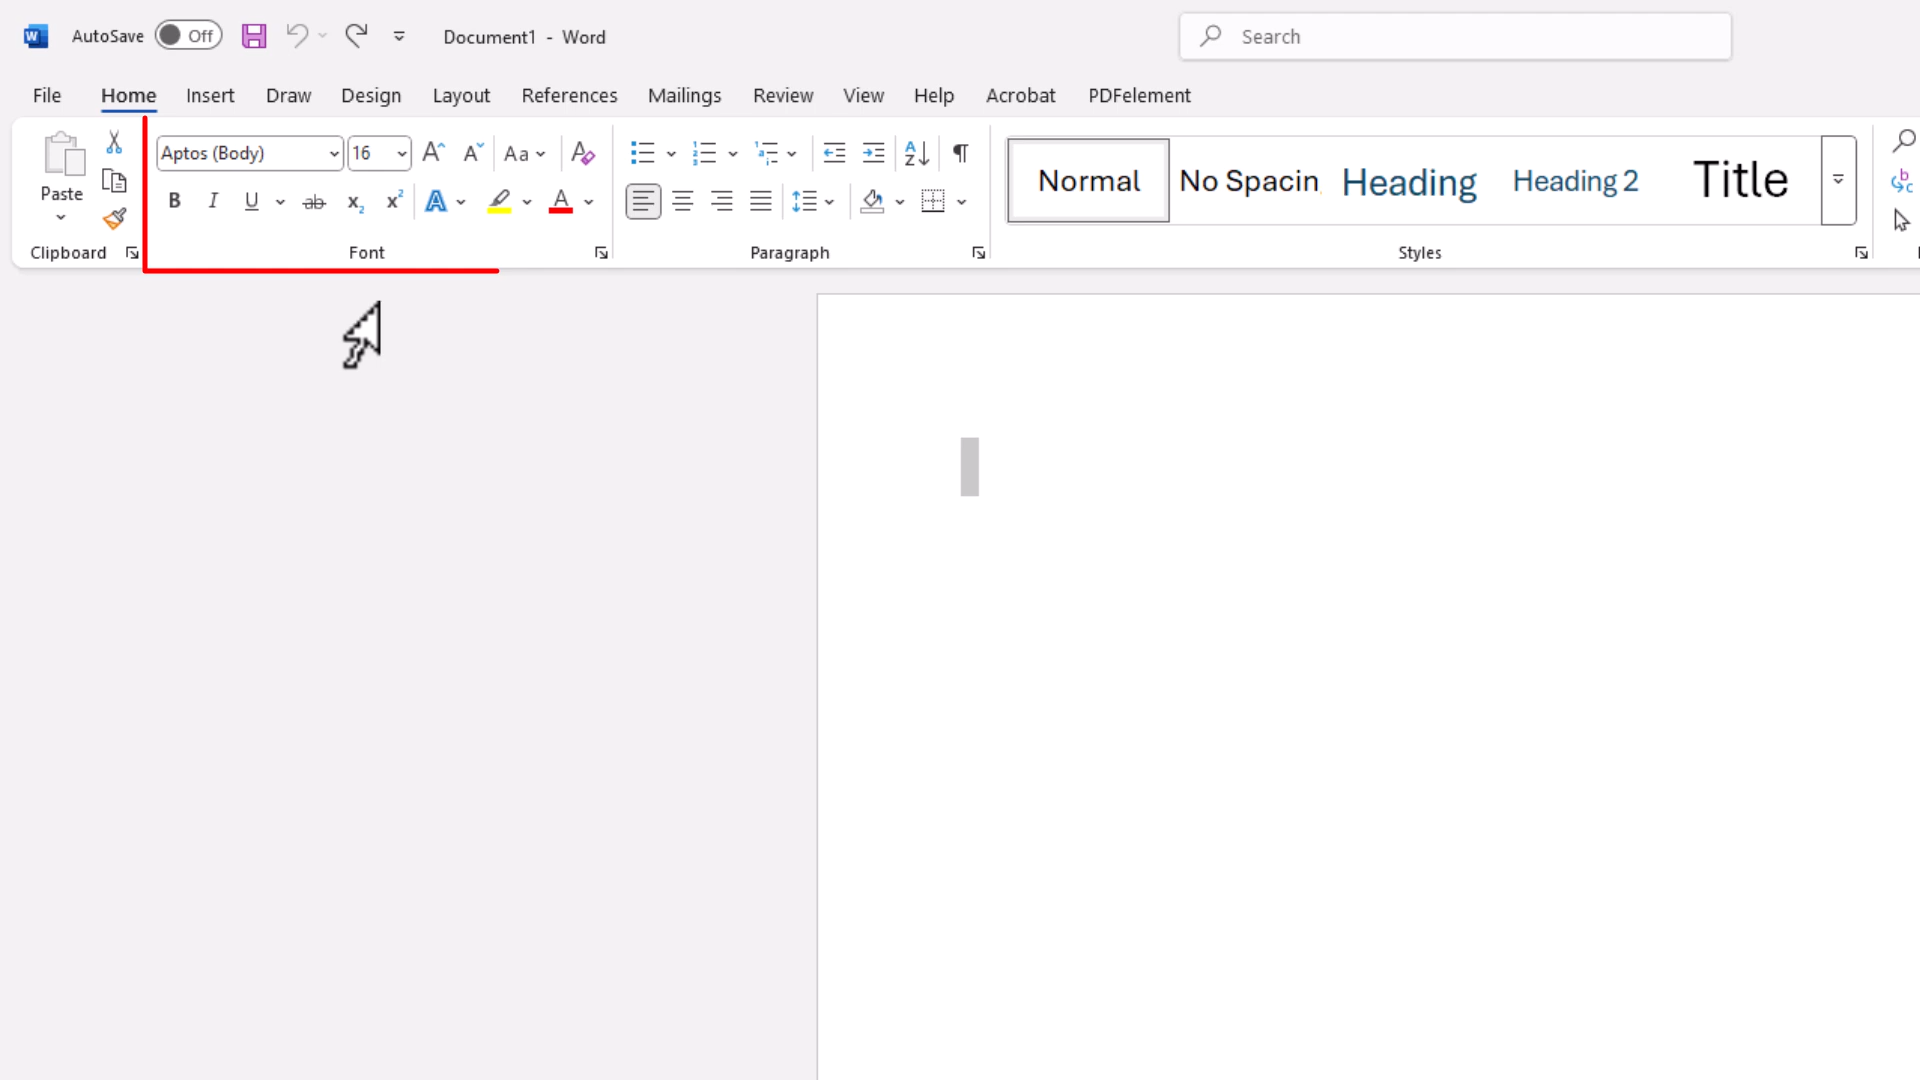 AutoSave Off Document1 - Word Search
File Home Insert Draw Design Layout References Mailings Review View Help Acrobat PDFelement
Paste
Aptos (Body) 16 Aa
B I U ab
Normal No Spacin Heading Heading 2 Title
Clipboard Font Paragraph Styles